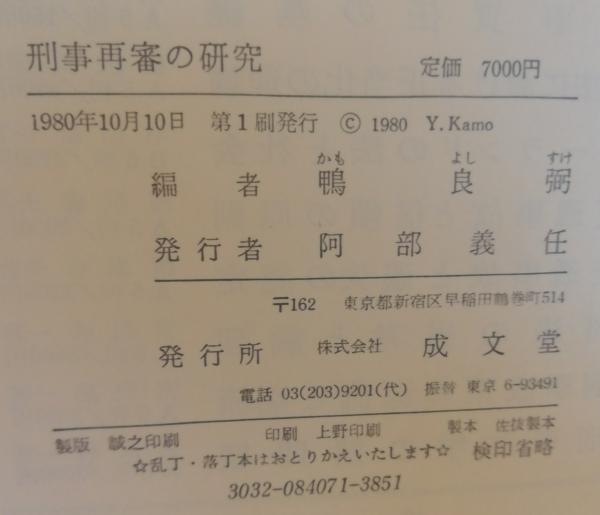 刑事再審の研究 定価 7000円
1980年10月10日 第1刷発行 © 1980 Y. Kamo
かも よし すけ
編者 鴨良弼
発行者 阿部義任
〒162 東京都新宿区早稲田鶴巻町514
発行所 株式会社 成文堂
電話 03(203)9201(代) 振替 東京 6-93491
製版 誠之印刷 印刷 上野印刷 製本 佐抜製本
☆乱丁・落丁本はおとりかえいたします☆ 検印省略
3032-084071-3851